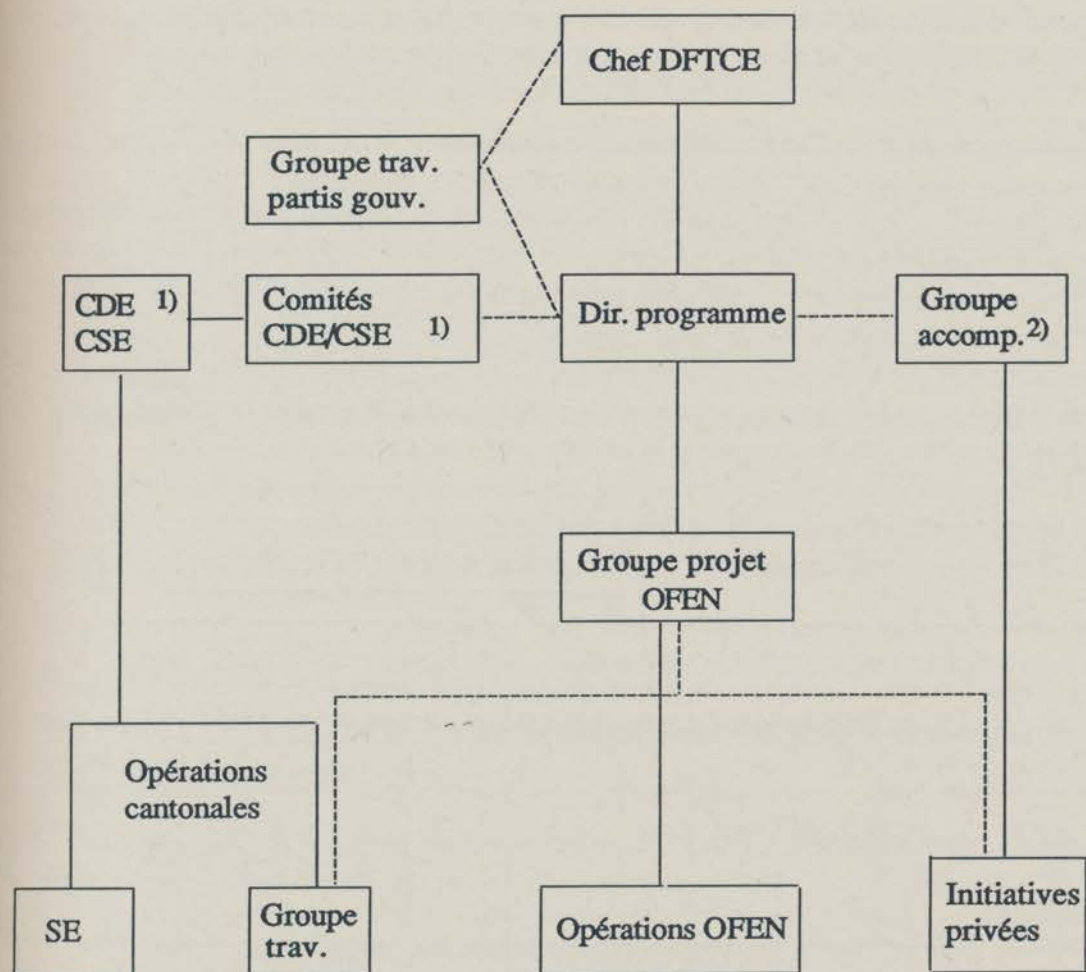 Chef DFTCE
Groupe trav.
partis gouv.
CDE 1)
CSE
Comités
CDE/CSE 1)
Dir. programme
Groupe
accomp. 2)
Groupe projet
OFEN
Opérations
cantonales
SE
Groupe
trav.
Opérations OFEN
Initiatives
privées